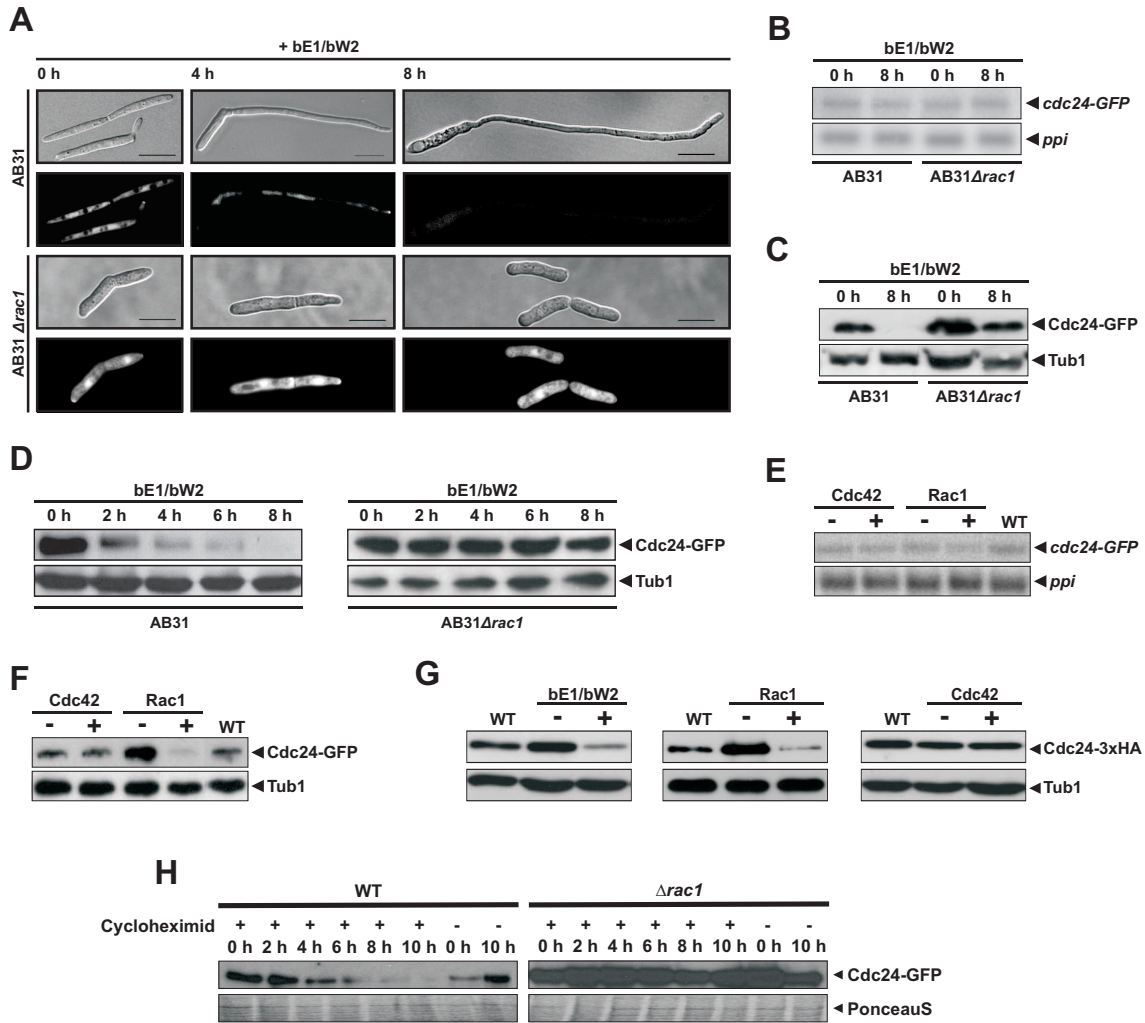 A
+ bE1/bW2
0 h 4 h 8 h
AB31
AB31 Δrac1
B
bE1/bW2
0 h 8 h 0 h 8 h
cdc24-GFP
ppi
AB31 AB31Δrac1
C
bE1/bW2
0 h 8 h 0 h 8 h
Cdc24-GFP
Tub1
AB31 AB31Δrac1
D
bE1/bW2 bE1/bW2
0 h 2 h 4 h 6 h 8 h 0 h 2 h 4 h 6 h 8 h
Cdc24-GFP
Tub1
AB31 AB31Δrac1
E
Cdc42 Rac1
- + - + WT
cdc24-GFP
ppi
F
Cdc42 Rac1
- + - + WT
Cdc24-GFP
Tub1
G
bE1/bW2 Rac1 Cdc42
WT - + WT - + WT - +
Cdc24-3xHA
Tub1
H
WT Δrac1
Cycloheximid + + + + + + - - + + + + + + - -
0 h 2 h 4 h 6 h 8 h 10 h 0 h 10 h 0 h 2 h 4 h 6 h 8 h 10 h 0 h 10 h
Cdc24-GFP
PonceauS